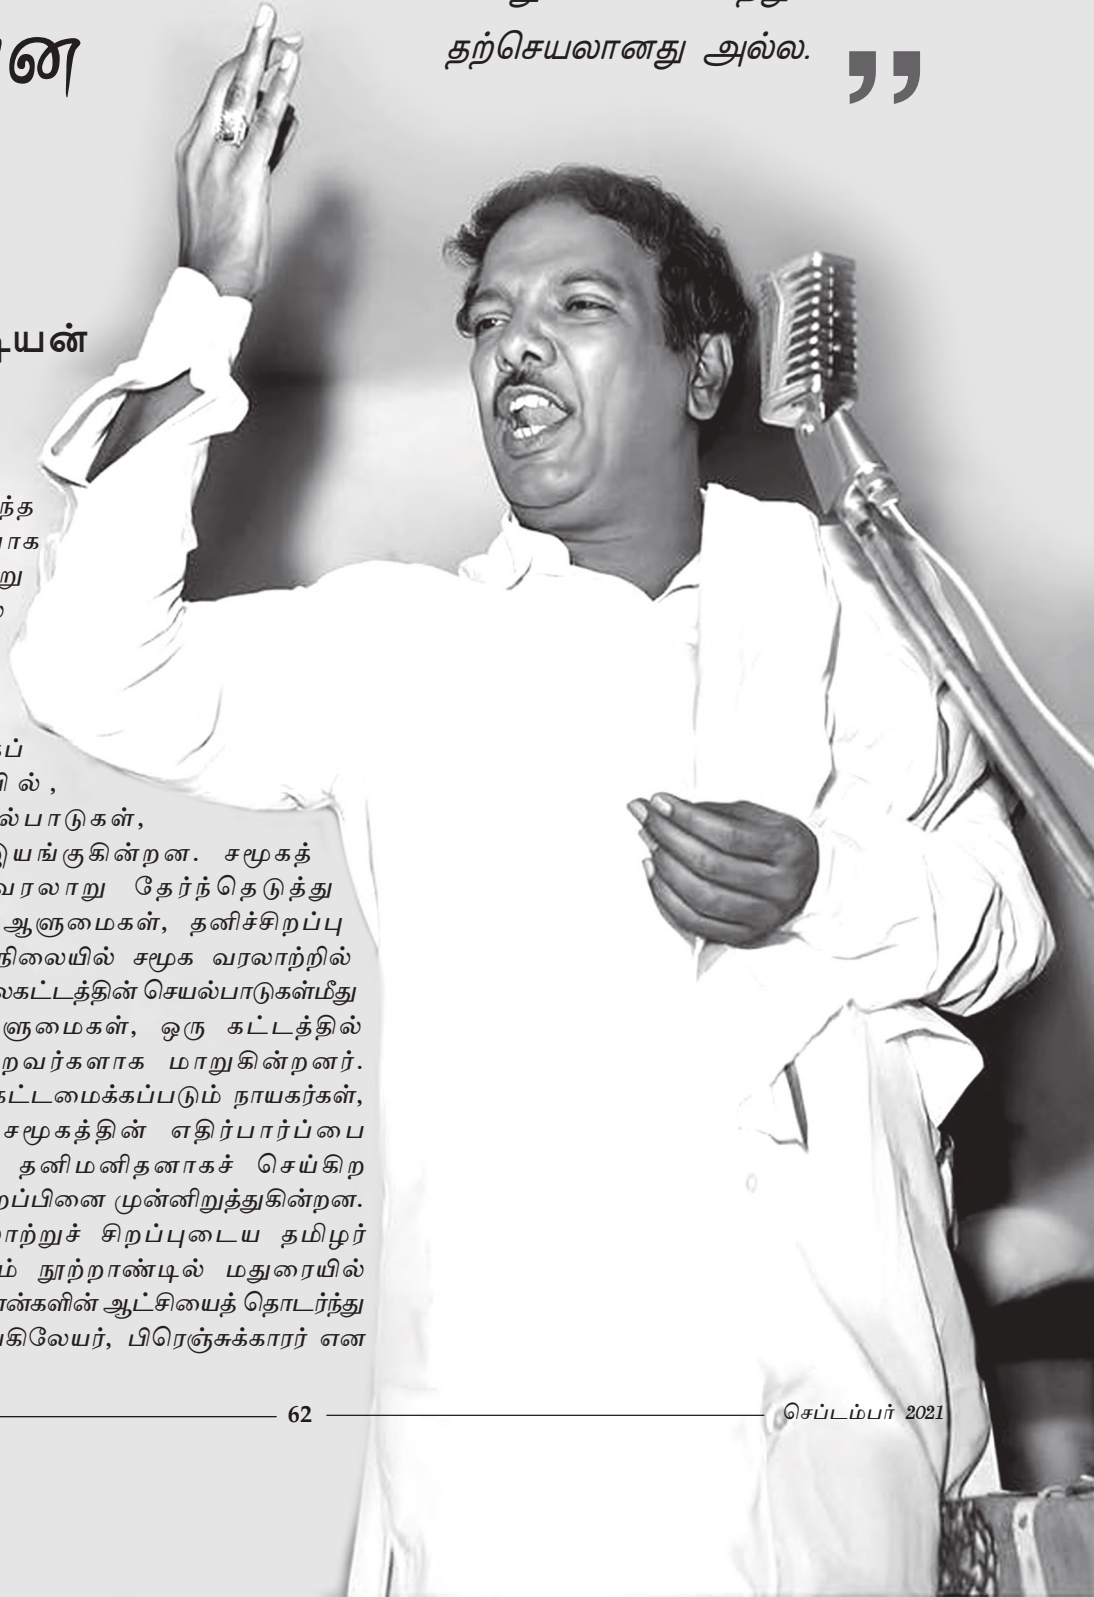 தற்செயலானது அல்ல. ”
ன
டியன்
ந்த
ாக
று
ப்
ில்,
ல்பாடுகள்,
இயங்குகின்றன. சமூகத்
வரலாறு தேர்ந்தெடுத்து
ஆளுமைகள், தனிச்சிறப்பு
நிலையில் சமூக வரலாற்றில்
லகட்டத்தின் செயல்பாடுகள்மீது
ளுமைகள், ஒரு கட்டத்தில்
றவர்களாக மாறுகின்றனர்.
கட்டமைக்கப்படும் நாயகர்கள்,
சமூகத்தின் எதிர்பார்ப்பை
தனிமனிதனாகச் செய்கிற
றப்பினை முன்னிறுத்துகின்றன.
ாற்றுச் சிறப்புடைய தமிழர்
ம் நூற்றாண்டில் மதுரையில்
ான்களின் ஆட்சியைத் தொடர்ந்து
கிலேயர், பிரெஞ்சுக்காரர் என
62
செப்டம்பர் 2021